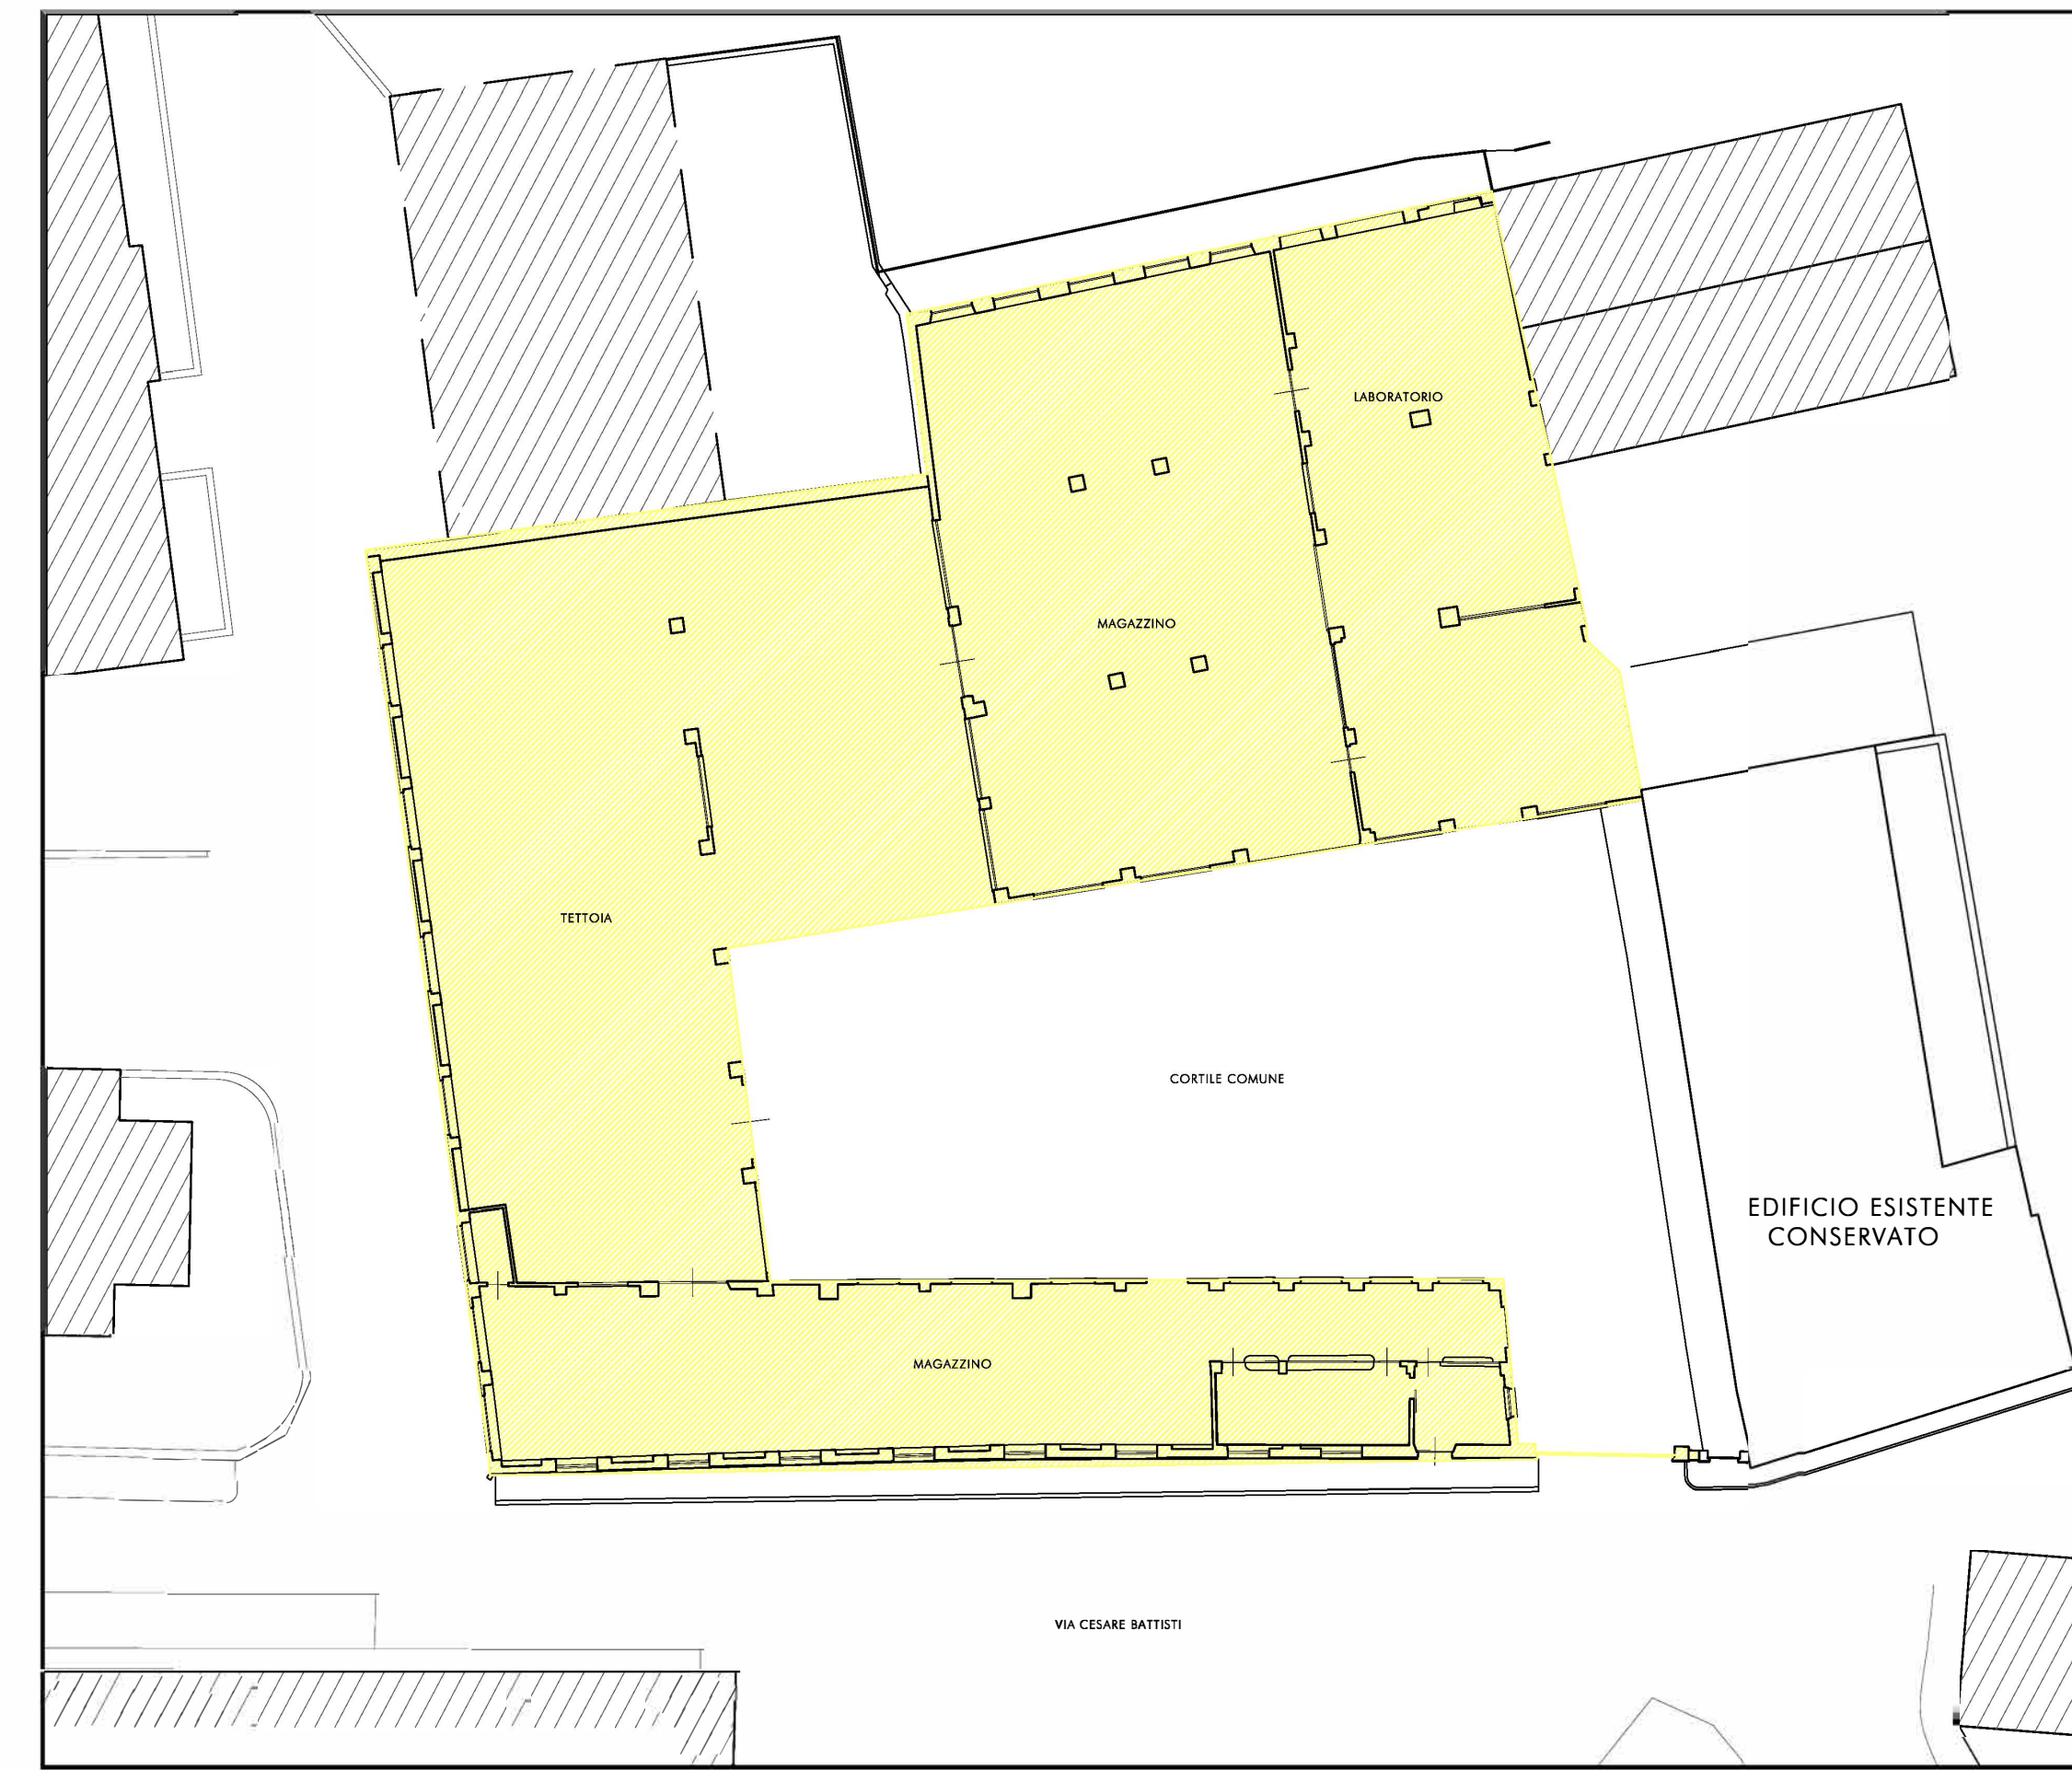 LABORATORIO
MAGAZZINO
TETTOIA
CORTILE COMUNE
EDIFICIO ESISTENTE
CONSERVATO
MAGAZZINO
VIA CESARE BATTISTI